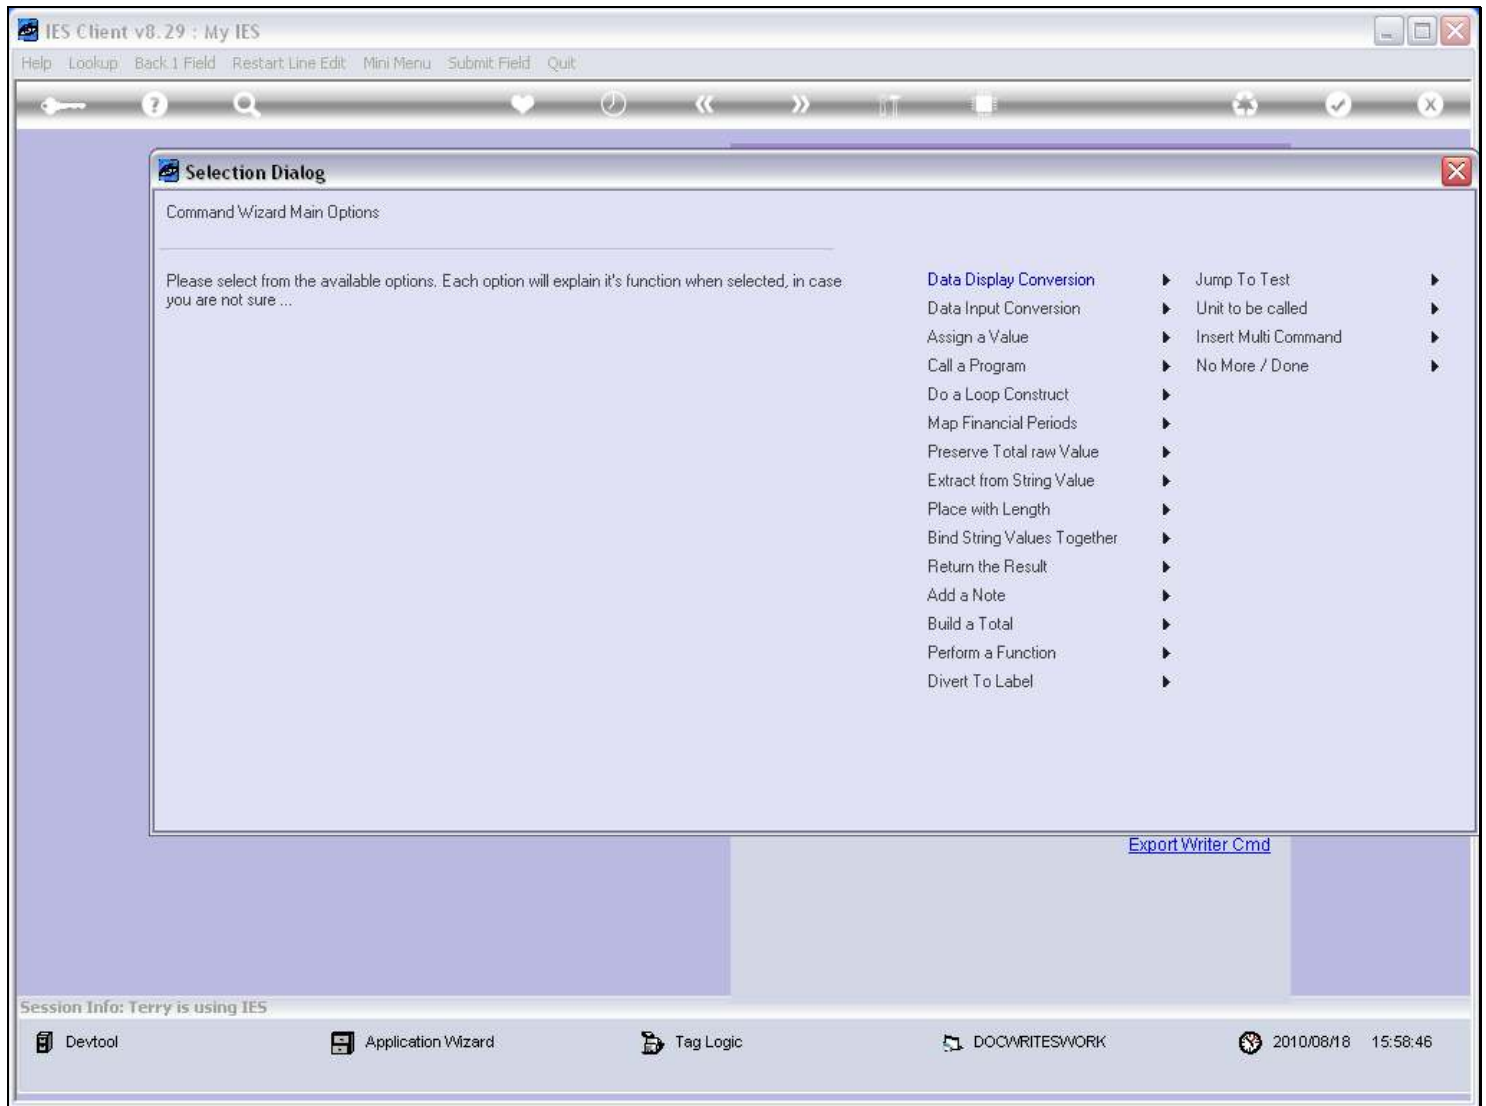 IES Client v8.29 : My IES
Help Lookup Back 1 Field Restart Line Edit Mini Menu Submit Field Quit
Selection Dialog
Command Wizard Main Options
Please select from the available options. Each option will explain it's function when selected, in case
you are not sure ...
Data Display Conversion
Data Input Conversion
Assign a Value
Call a Program
Do a Loop Construct
Map Financial Periods
Preserve Total raw Value
Extract from String Value
Place with Length
Bind String Values Together
Return the Result
Add a Note
Build a Total
Perform a Function
Divert To Label
Jump To Test
Unit to be called
Insert Multi Command
No More / Done
Export Writer Cmd
Session Info: Terry is using IES
Devtool Application Wizard Tag Logic DOCWRITESWORK 2010/08/18 15:58:46